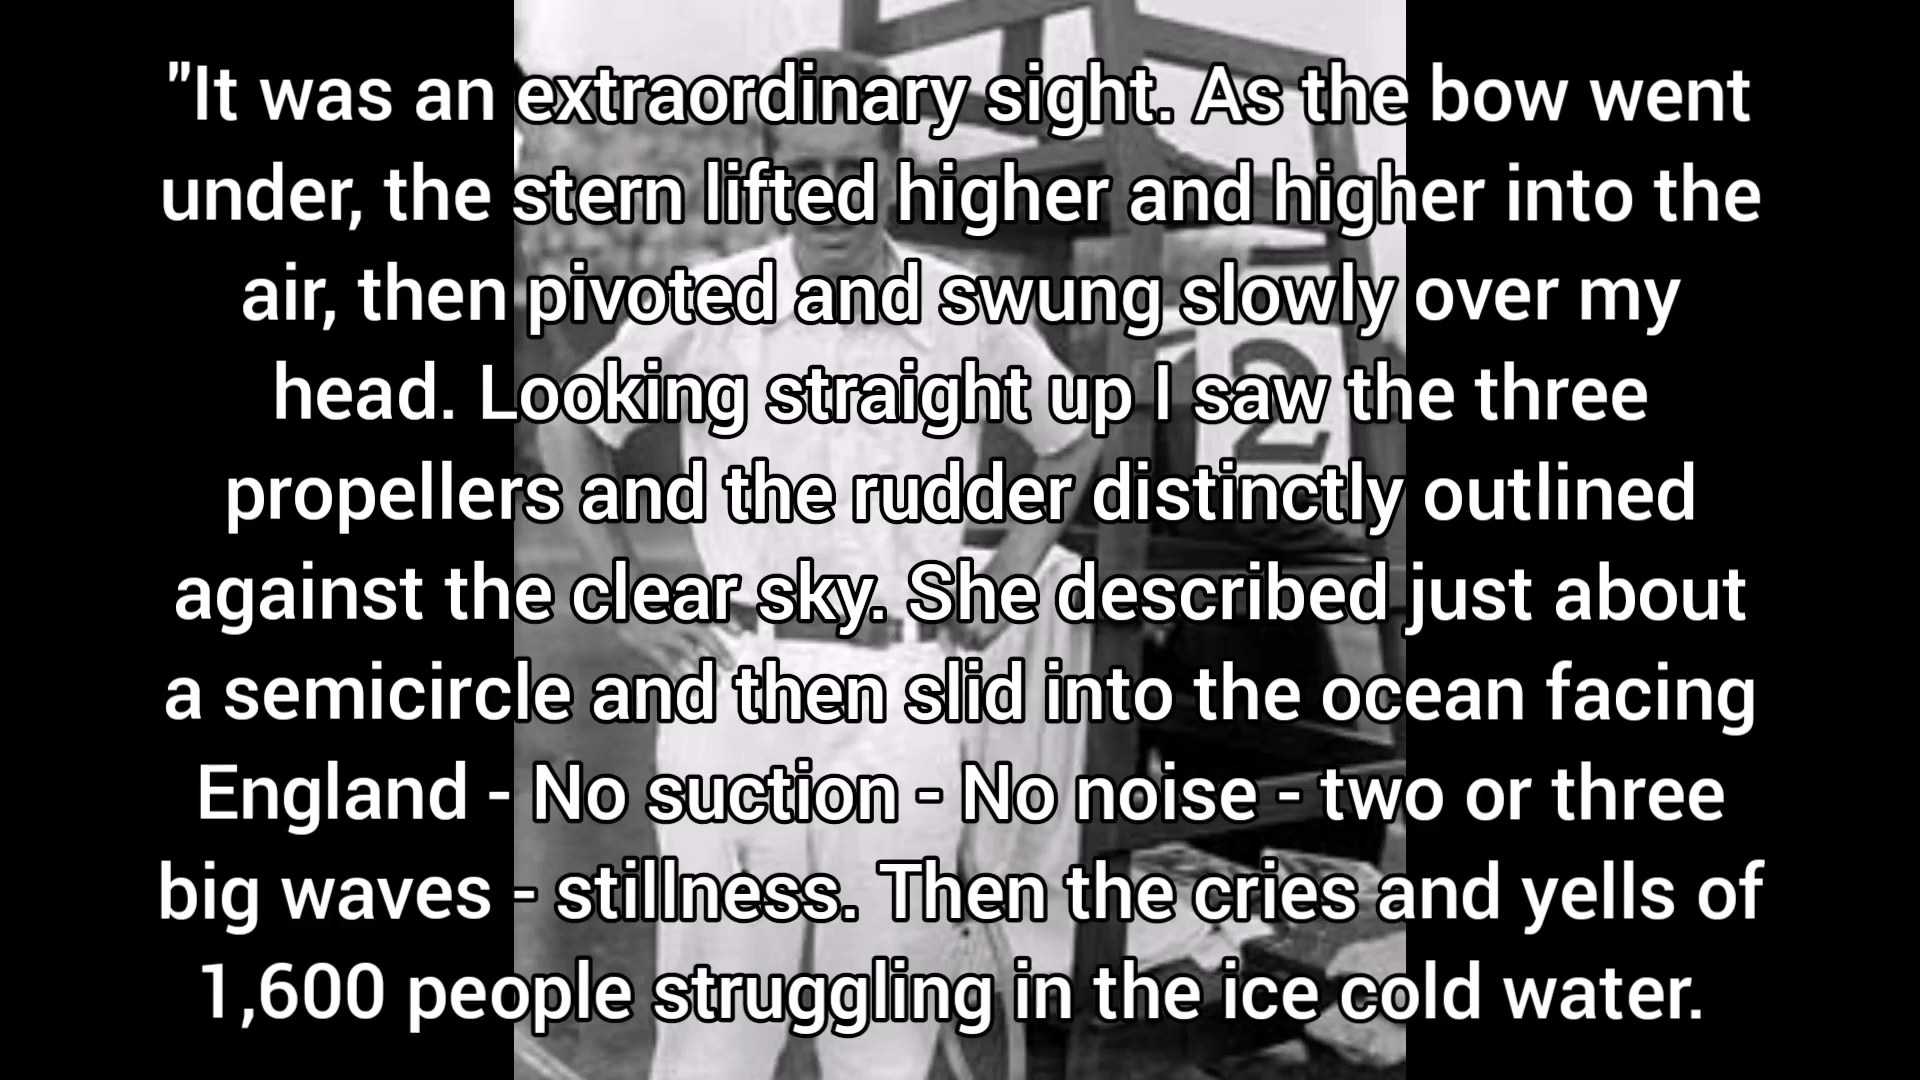 "It was an extraordinary sight. As the bow went
under, the stern lifted higher and higher into the
air, then pivoted and swung slowly over my
head. Looking straight up I saw the three
propellers and the rudder distinctly outlined
against the clear sky. She described just about
a semicircle and then slid into the ocean facing
England - No suction - No noise - two or three
big waves - stillness. Then the cries and yells of
1,600 people struggling in the ice cold water.
2